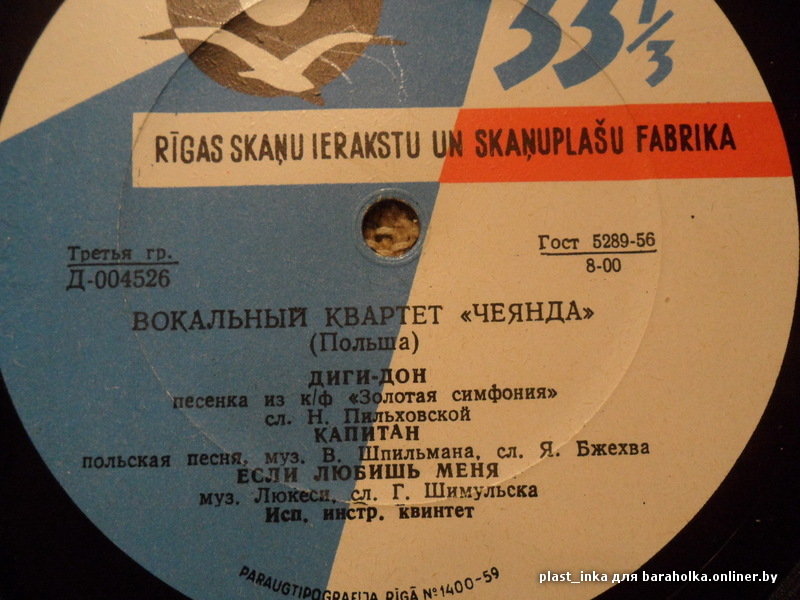 33 1/3
RĪGAS SKAŅU IERAKSTU UN SKAŅUPLAŠU FABRIKA
Третья гр.
Д-004526
Гост 5289-56
8-00
ВОКАЛЬНЫЙ КВАРТЕТ «ЧЕЯНДА»
(Польша)
ДИГИ-ДОН
песенка из к/ф «Золотая симфония»
сл. Н. Пильховской
КАПИТАН
польская песня, муз. В. Шпильмана, сл. Я. Бжехва
ЕСЛИ ЛЮБИШЬ МЕНЯ
муз. Люкеси, сл. Г. Шимульска
Исп. инстр. квинтет
PARAUGTIPOGRAFIJA RĪGĀ № 1400-59
plast_inka для baraholka.onliner.by